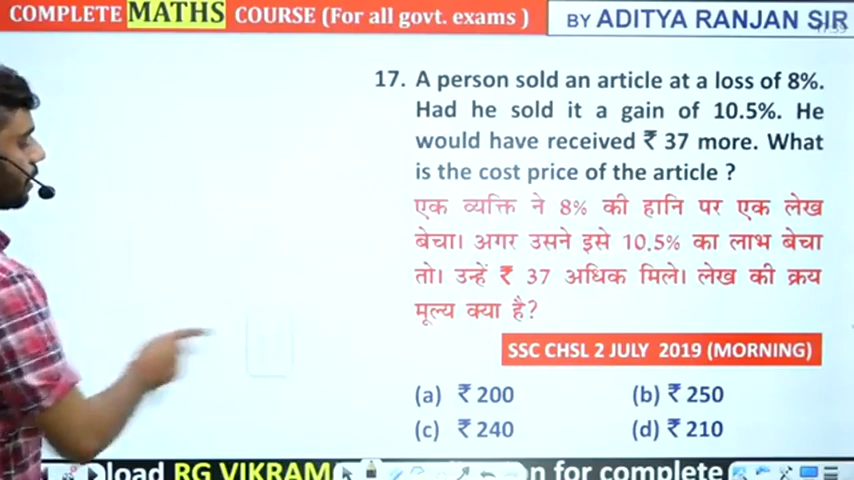 COMPLETE MATHS COURSE (For all govt. exams )
BY ADITYA RANJAN SIR
17. A person sold an article at a loss of 8%.
Had he sold it a gain of 10.5%. He
would have received ₹ 37 more. What
is the cost price of the article ?
एक व्यक्ति ने 8% की हानि पर एक लेख
बेचा। अगर उसने इसे 10.5% का लाभ बेचा
तो। उन्हें ₹ 37 अधिक मिले। लेख की क्रय
मूल्य क्या है?
SSC CHSL 2 JULY 2019 (MORNING)
(a) ₹ 200
(b) ₹ 250
(c) ₹ 240
(d) ₹ 210
load RG VIKRAM
on for complete